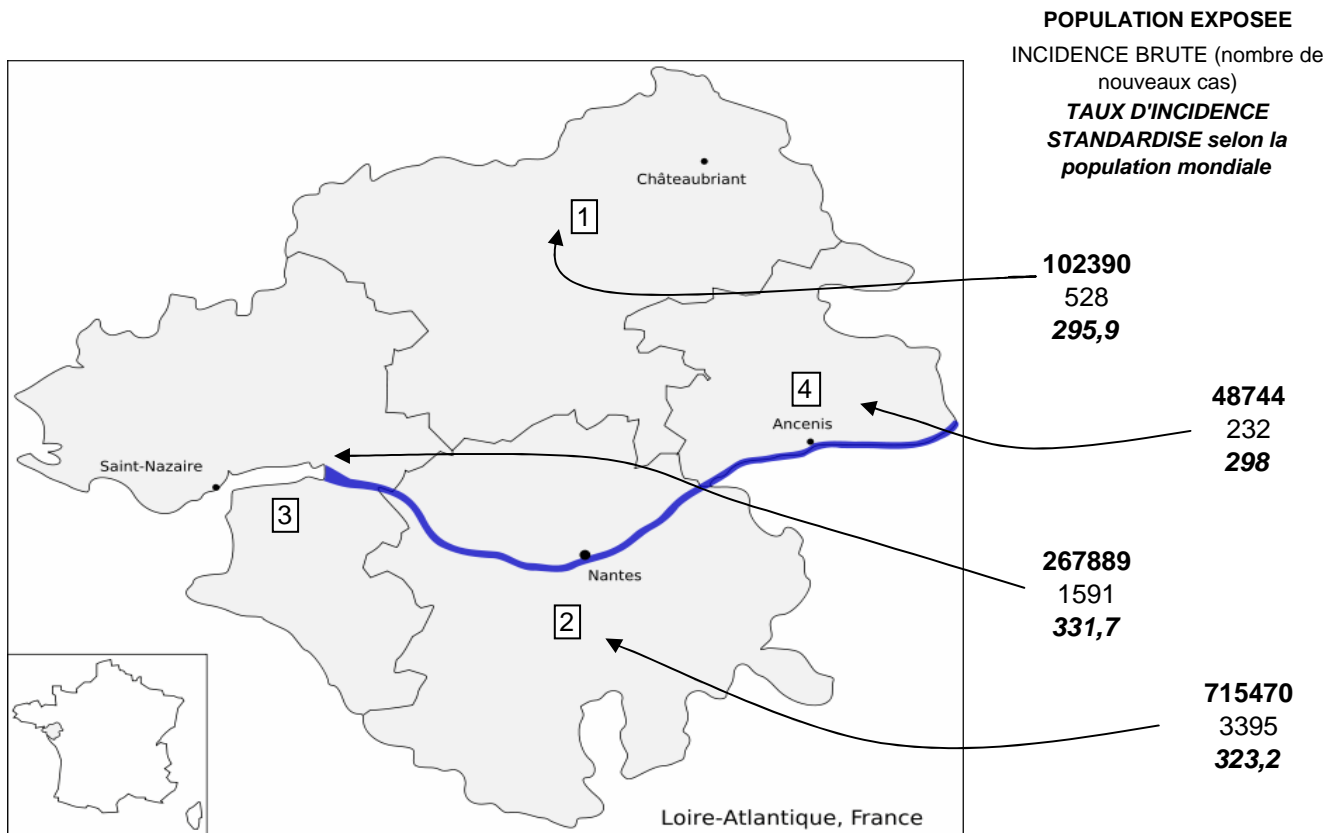 POPULATION EXPOSEE
INCIDENCE BRUTE (nombre de
nouveaux cas)
TAUX D'INCIDENCE
STANDARDISE selon la
population mondiale
Châteaubriant
1
102390
528
295,9
4
Ancenis
48744
232
298
Saint-Nazaire
3
Nantes
267889
1591
331,7
2
715470
3395
323,2
Loire-Atlantique, France